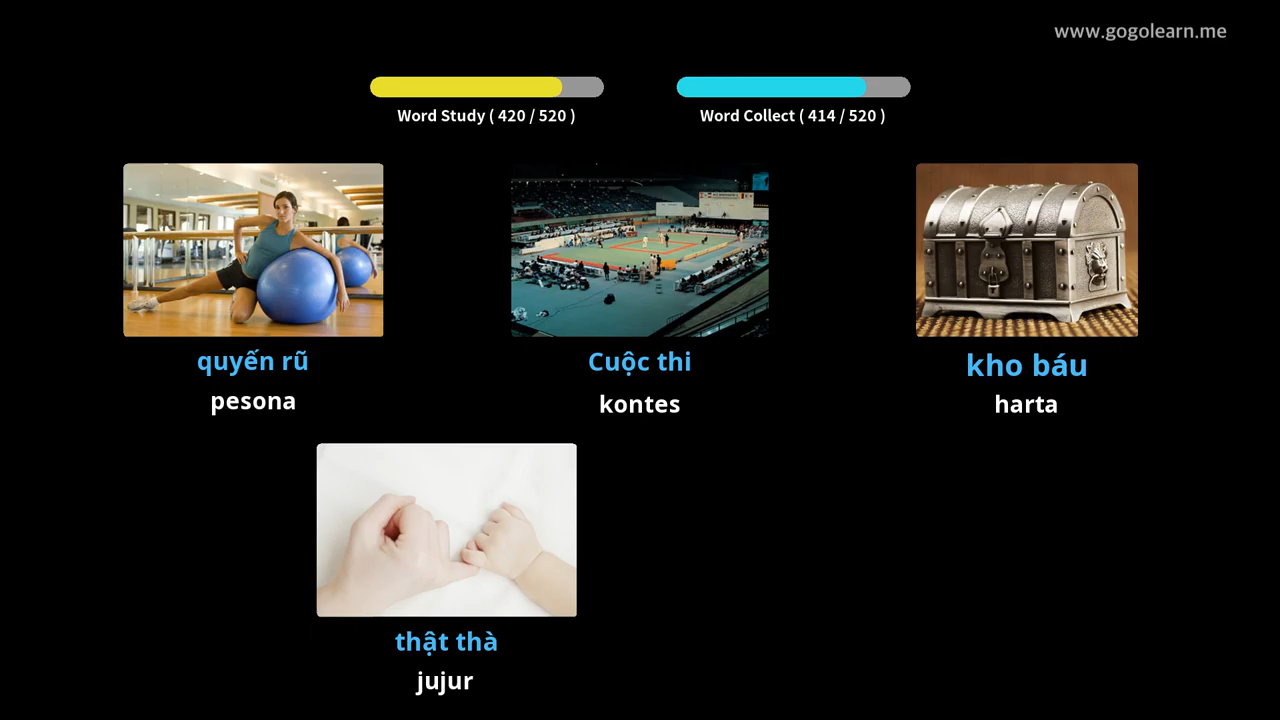 www.gogolearn.me
Word Study ( 420 / 520 )
Word Collect ( 414 / 520 )
quyến rũ
pesona
Cuộc thi
kontes
kho báu
harta
thật thà
jujur